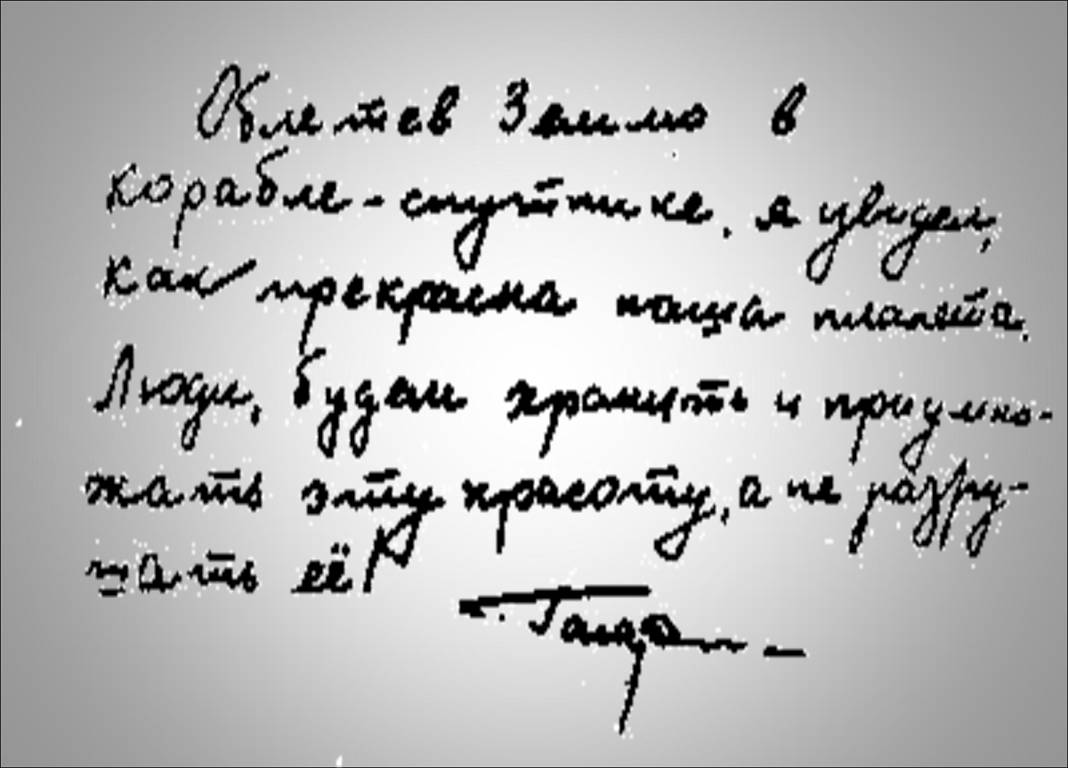 Облетев Землю в
корабле-спутнике, я увидел,
как прекрасна наша планета.
Люди, будем хранить и приумно-
жать эту красоту, а не разру-
шать её!